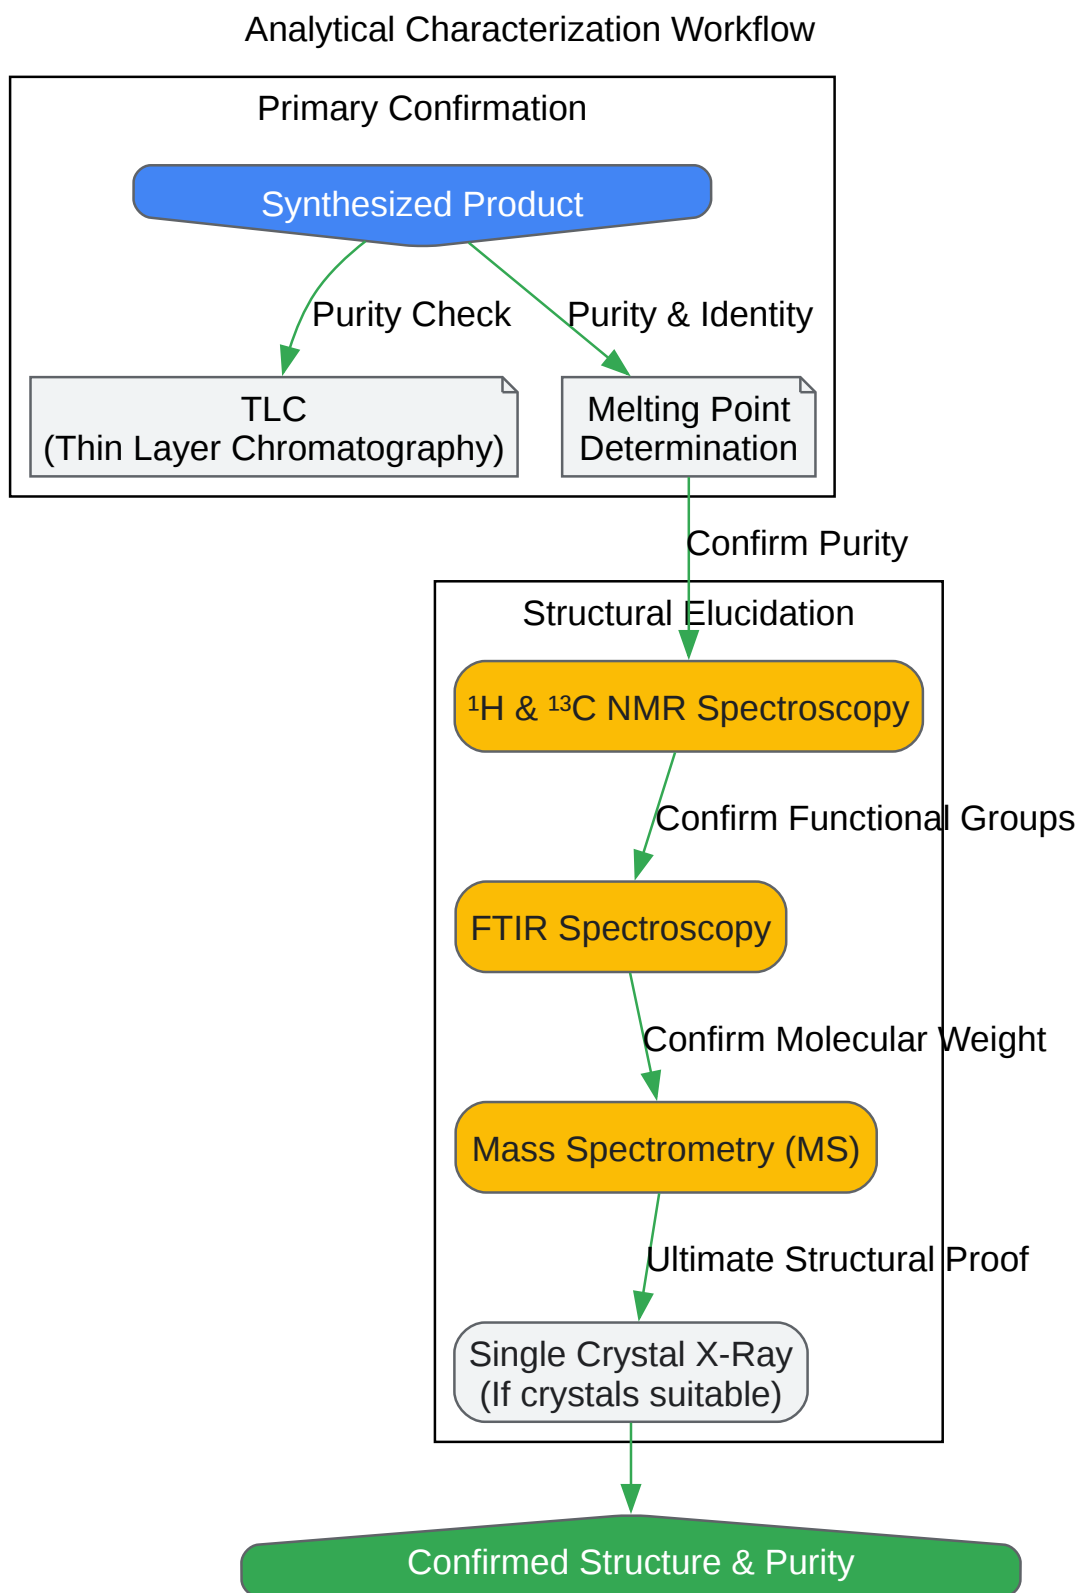 Analytical Characterization Workflow
Primary Confirmation
Synthesized Product
Purity Check
Purity & Identity
TLC
(Thin Layer Chromatography)
Melting Point
Determination
Confirm Purity
Structural Elucidation
¹H & ¹³C NMR Spectroscopy
Confirm Functional Groups
FTIR Spectroscopy
Confirm Molecular Weight
Mass Spectrometry (MS)
Ultimate Structural Proof
Single Crystal X-Ray
(If crystals suitable)
Confirmed Structure & Purity